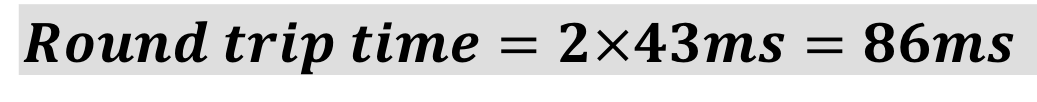 Round trip time = 2×43ms = 86ms